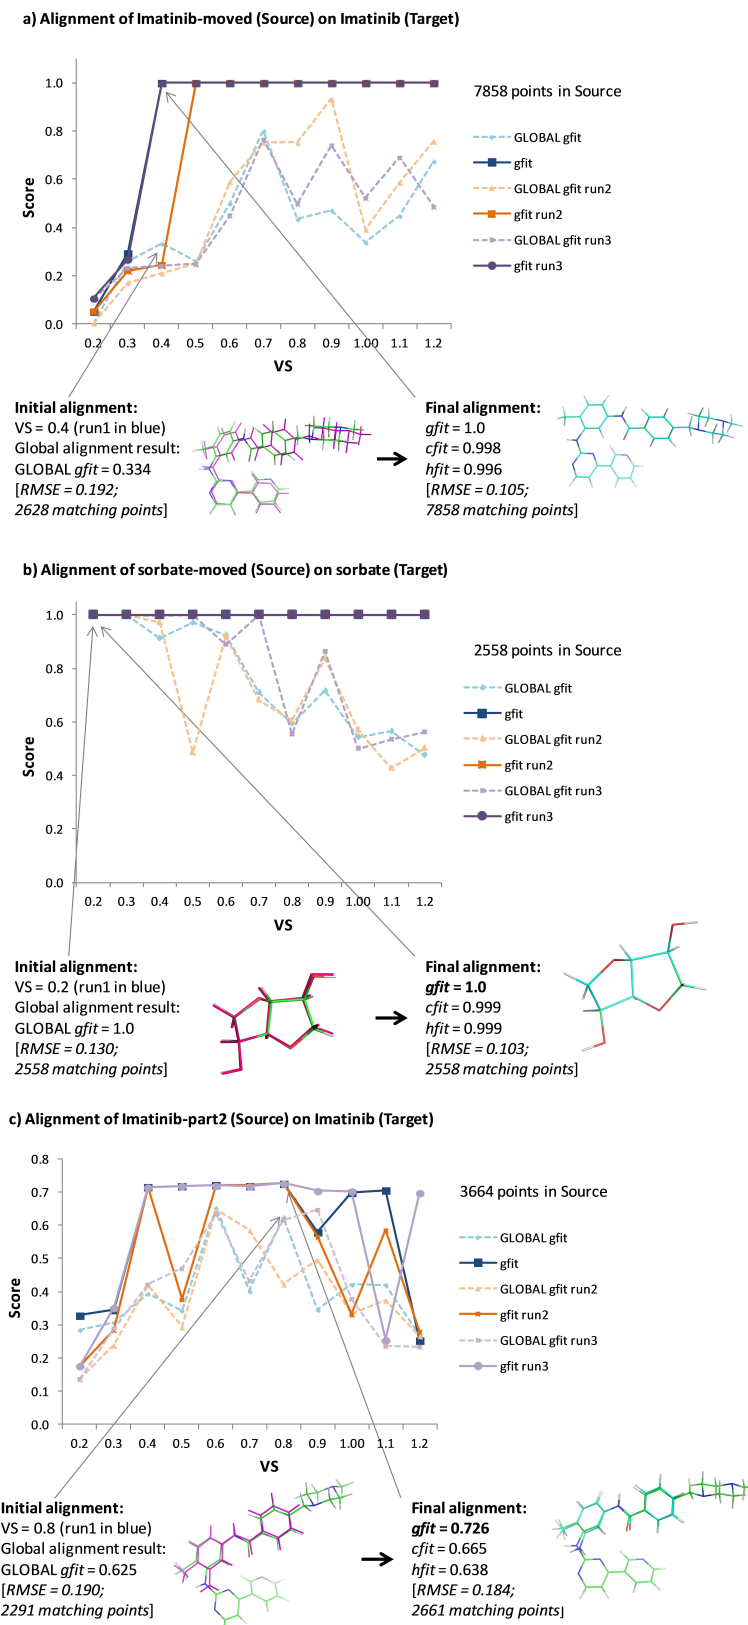 a) Alignment of Imatinib-moved (Source) on Imatinib (Target)
1.0
0.8
0.6
0.4
0.2
0.0
Score
0.2 0.3 0.4 0.5 0.6 0.7 0.8 0.9 1.00 1.1 1.2
VS
7858 points in Source
GLOBAL gfit
gfit
GLOBAL gfit run2
gfit run2
GLOBAL gfit run3
gfit run3
Initial alignment:
VS = 0.4 (run1 in blue)
Global alignment result:
GLOBAL gfit = 0.334
[RMSE = 0.192;
2628 matching points]
Final alignment:
gfit = 1.0
cfit = 0.998
hfit = 0.996
[RMSE = 0.105;
7858 matching points]
b) Alignment of sorbate-moved (Source) on sorbate (Target)
1.0
0.8
0.6
0.4
0.2
0.0
Score
0.2 0.3 0.4 0.5 0.6 0.7 0.8 0.9 1.00 1.1 1.2
VS
2558 points in Source
GLOBAL gfit
gfit
GLOBAL gfit run2
gfit run2
GLOBAL gfit run3
gfit run3
Initial alignment:
VS = 0.2 (run1 in blue)
Global alignment result:
GLOBAL gfit = 1.0
[RMSE = 0.130;
2558 matching points]
Final alignment:
gfit = 1.0
cfit = 0.999
hfit = 0.999
[RMSE = 0.103;
2558 matching points]
c) Alignment of Imatinib-part2 (Source) on Imatinib (Target)
0.8
0.7
0.6
0.5
0.4
0.3
0.2
0.1
0.0
Score
0.2 0.3 0.4 0.5 0.6 0.7 0.8 0.9 1.00 1.1 1.2
VS
3664 points in Source
GLOBAL gfit
gfit
GLOBAL gfit run2
gfit run2
GLOBAL gfit run3
gfit run3
Initial alignment:
VS = 0.8 (run1 in blue)
Global alignment result:
GLOBAL gfit = 0.625
[RMSE = 0.190;
2291 matching points]
Final alignment:
gfit = 0.726
cfit = 0.665
hfit = 0.638
[RMSE = 0.184;
2661 matching points]